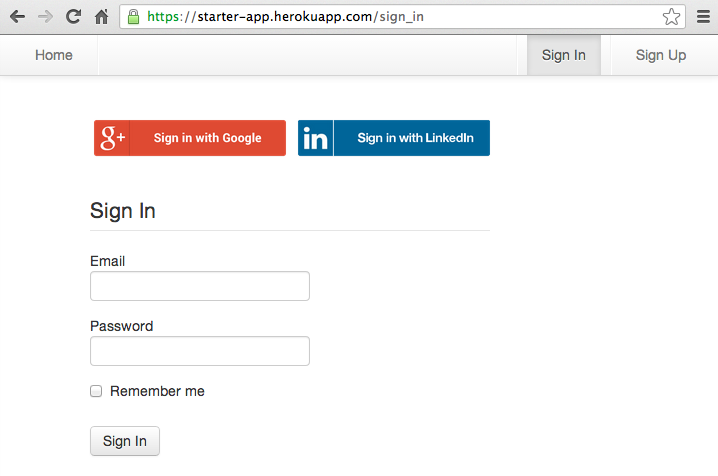 https://starter-app.herokuapp.com/sign_in
Home Sign In Sign Up
g+ Sign in with Google in Sign in with LinkedIn
Sign In
Email
Password
Remember me
Sign In